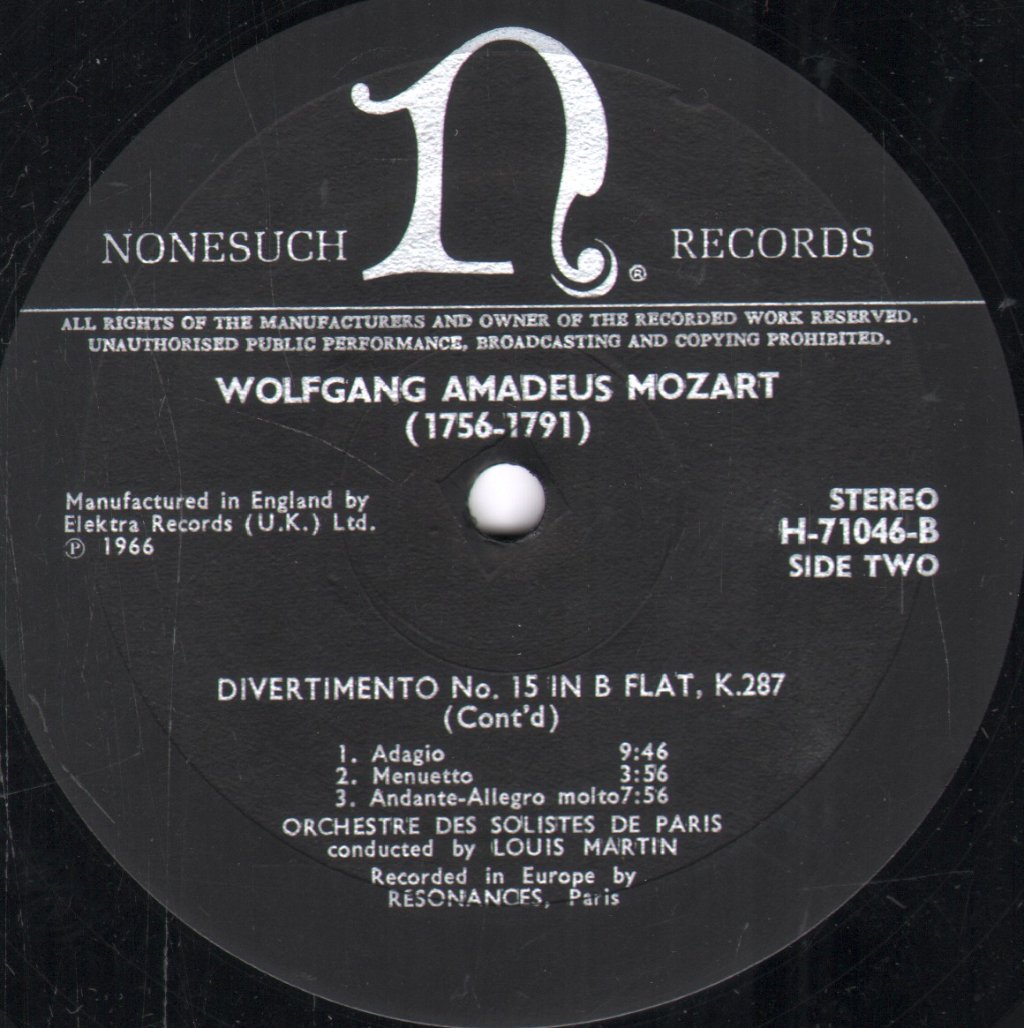 n ®
NONESUCH RECORDS
ALL RIGHTS OF THE MANUFACTURERS AND OWNER OF THE RECORDED WORK RESERVED.
UNAUTHORISED PUBLIC PERFORMANCE, BROADCASTING AND COPYING PROHIBITED.
WOLFGANG AMADEUS MOZART
(1756-1791)
Manufactured in England by
Elektra Records (U.K.) Ltd.
℗ 1966
STEREO
H-71046-B
SIDE TWO
DIVERTIMENTO No. 15 IN B FLAT, K.287
(Cont'd)
1. Adagio 9:46
2. Menuetto 3:56
3. Andante-Allegro molto 7:56
ORCHESTRE DES SOLISTES DE PARIS
conducted by LOUIS MARTIN
Recorded in Europe by
RESONANCES, Paris